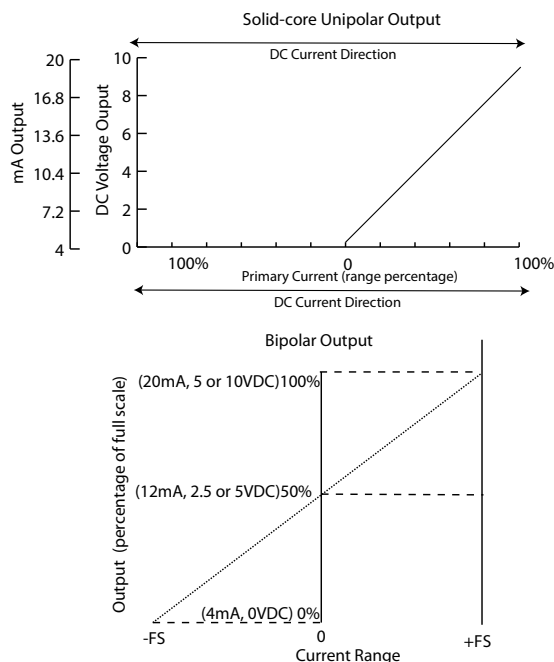 Solid-core Unipolar Output
DC Current Direction
mA Output
20
16.8
13.6
10.4
7.2
4
DC Voltage Ouput
10
8
6
4
2
0
100% 0 100%
Primary Current (range percentage)
DC Current Direction
Bipolar Output
Output (percentage of full scale)
(20mA, 5 or 10VDC)100%
(12mA, 2.5 or 5VDC)50%
(4mA, 0VDC) 0%
-FS 0 +FS
Current Range